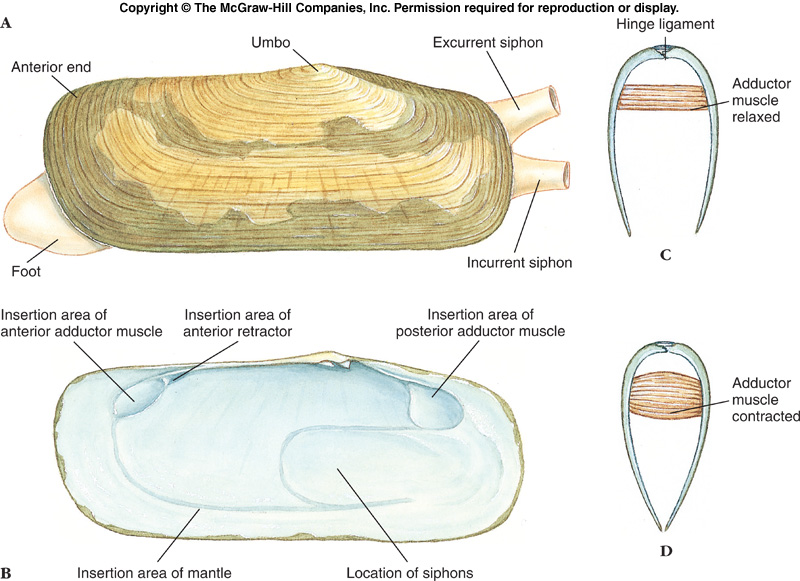 Copyright © The McGraw-Hill Companies, Inc. Permission required for reproduction or display.
A
Umbo
Excurrent siphon
Anterior end
Foot
Incurrent siphon
C
Hinge ligament
Adductor
muscle
relaxed
C
Insertion area of
anterior adductor muscle
Insertion area of
anterior retractor
Insertion area of
posterior adductor muscle
Insertion area of mantle
Location of siphons
B
Adductor
muscle
contracted
D